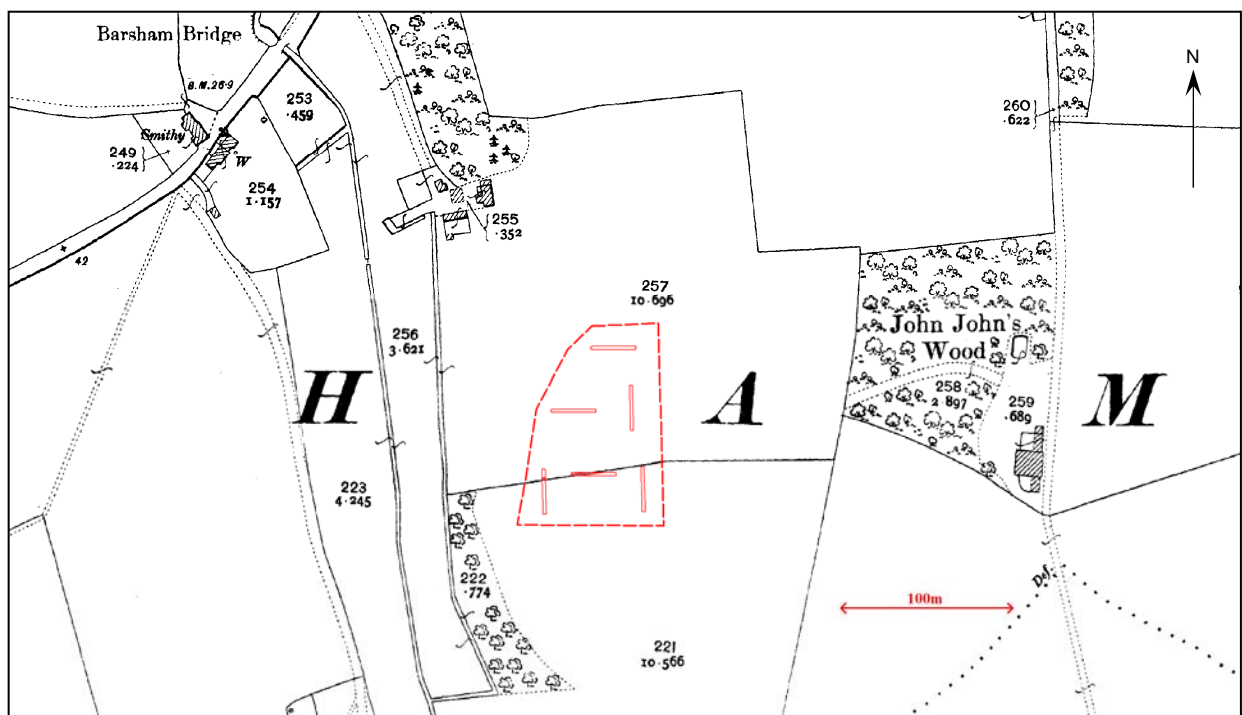 Barsham Bridge
B.M.26·9
253
·459
Smithy
249
·224
W
254
1·157
42
255
·352
N
260
·622
257
10·696
256
3·621
John John's
Wood
258
2·897
259
·689
H
A
M
223
4·245
222
·774
221
10·566
100m
Def.